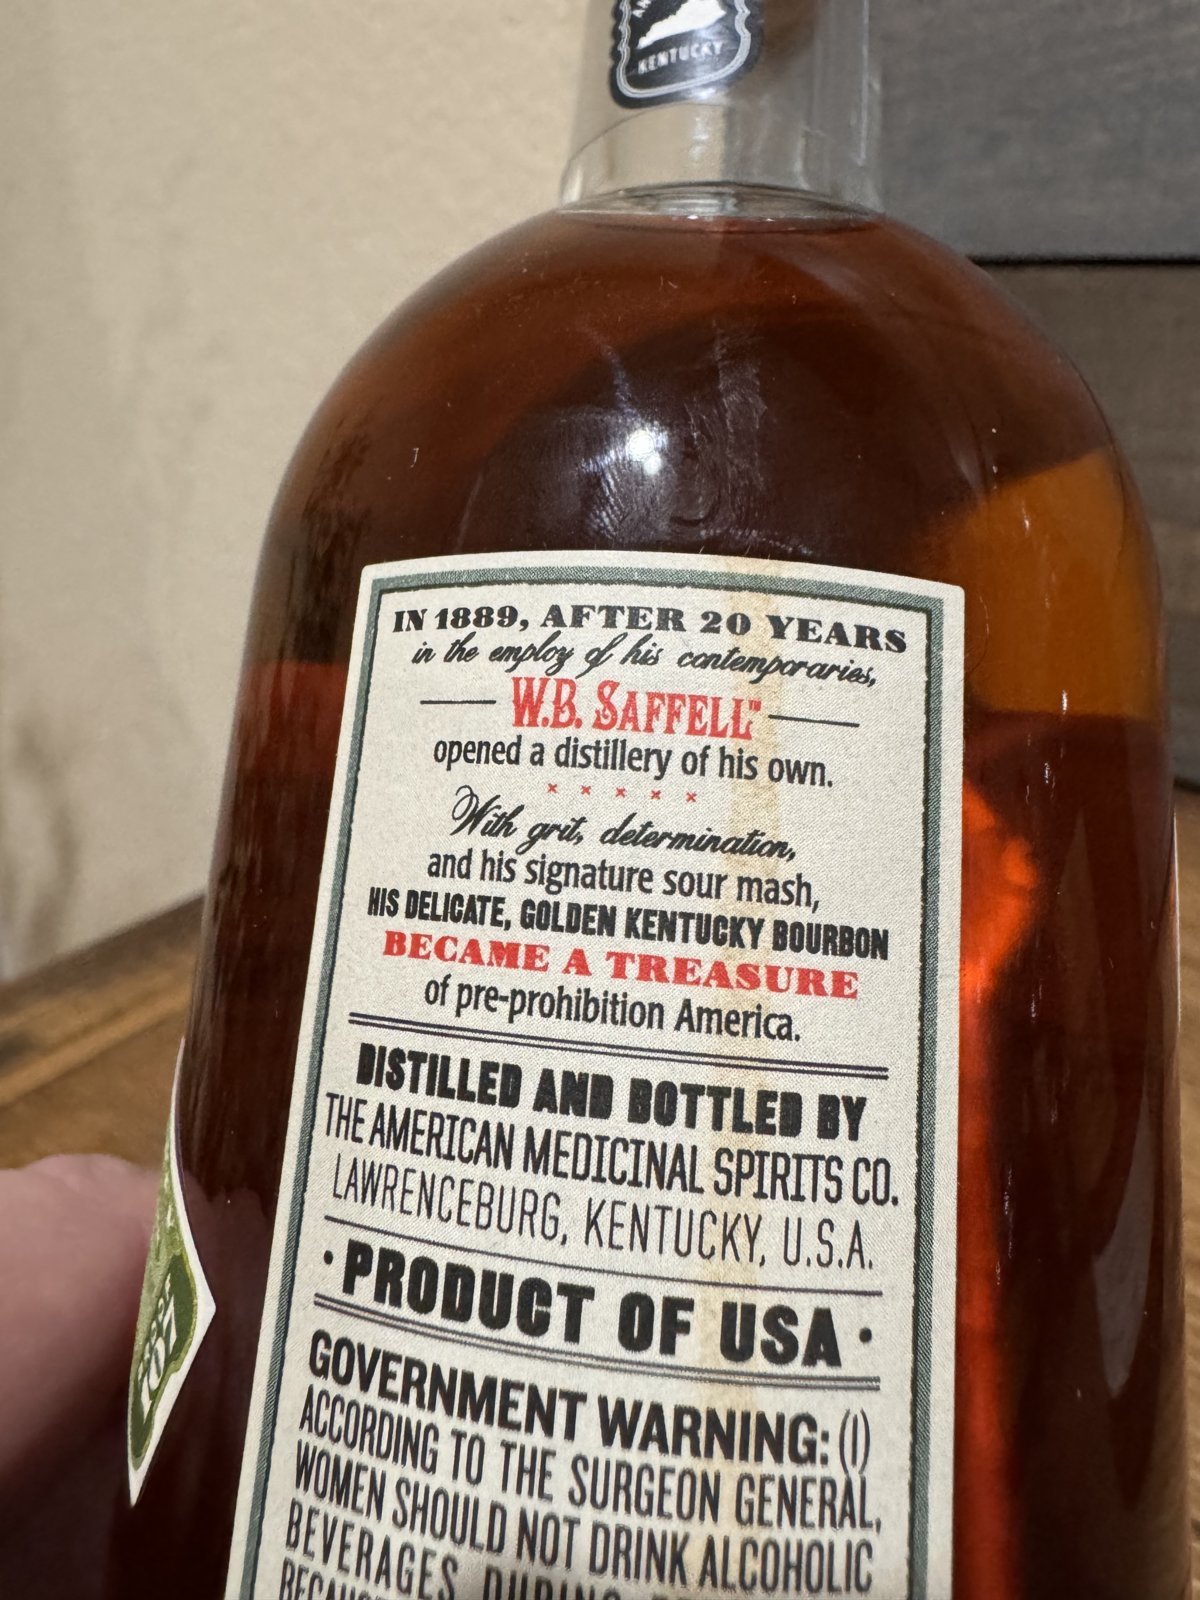 KENTUCKY
IN 1889, AFTER 20 YEARS
in the employ of his contemporaries,
W.B. SAFFELL™
opened a distillery of his own.
× × × × ×
With grit, determination,
and his signature sour mash,
HIS DELICATE, GOLDEN KENTUCKY BOURBON
BECAME A TREASURE
of pre-prohibition America.
DISTILLED AND BOTTLED BY
THE AMERICAN MEDICINAL SPIRITS CO.
LAWRENCEBURG, KENTUCKY, U.S.A.
· PRODUCT OF USA ·
GOVERNMENT WARNING: (1)
ACCORDING TO THE SURGEON GENERAL,
WOMEN SHOULD NOT DRINK ALCOHOLIC
BEVERAGES DURING